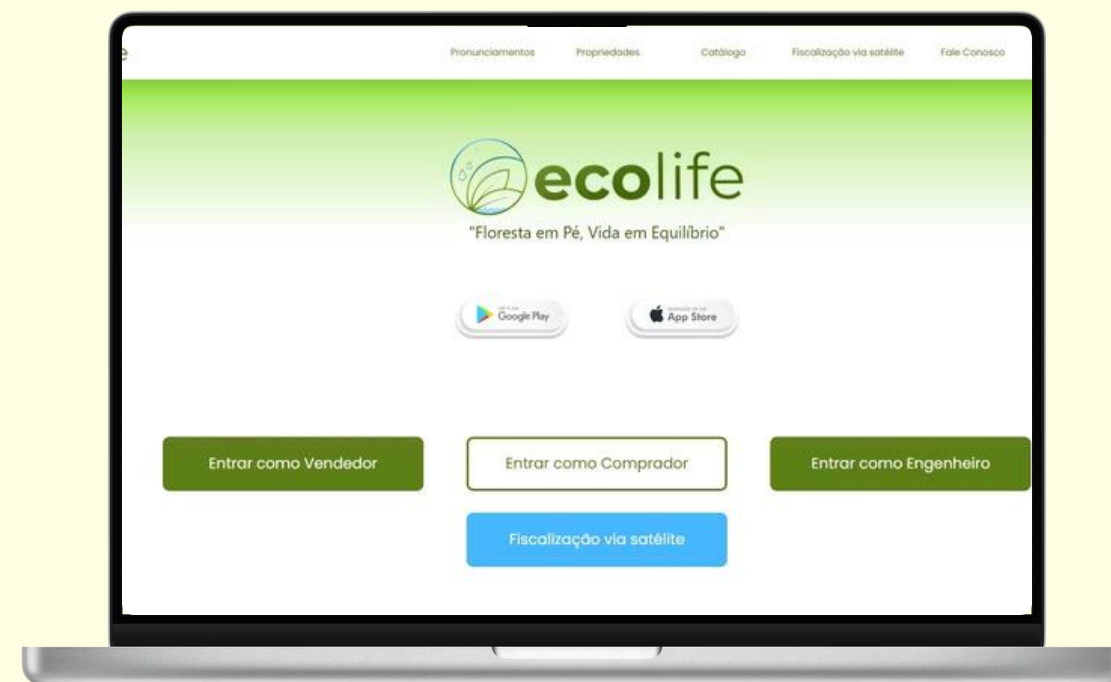 e
Pronunciamentos Propriedades Catálogo Fiscalização via satélite Fale Conosco
ecolife
"Floresta em Pé, Vida em Equilíbrio"
Google Play
App Store
Entrar como Vendedor
Entrar como Comprador
Entrar como Engenheiro
Fiscalização via satélite